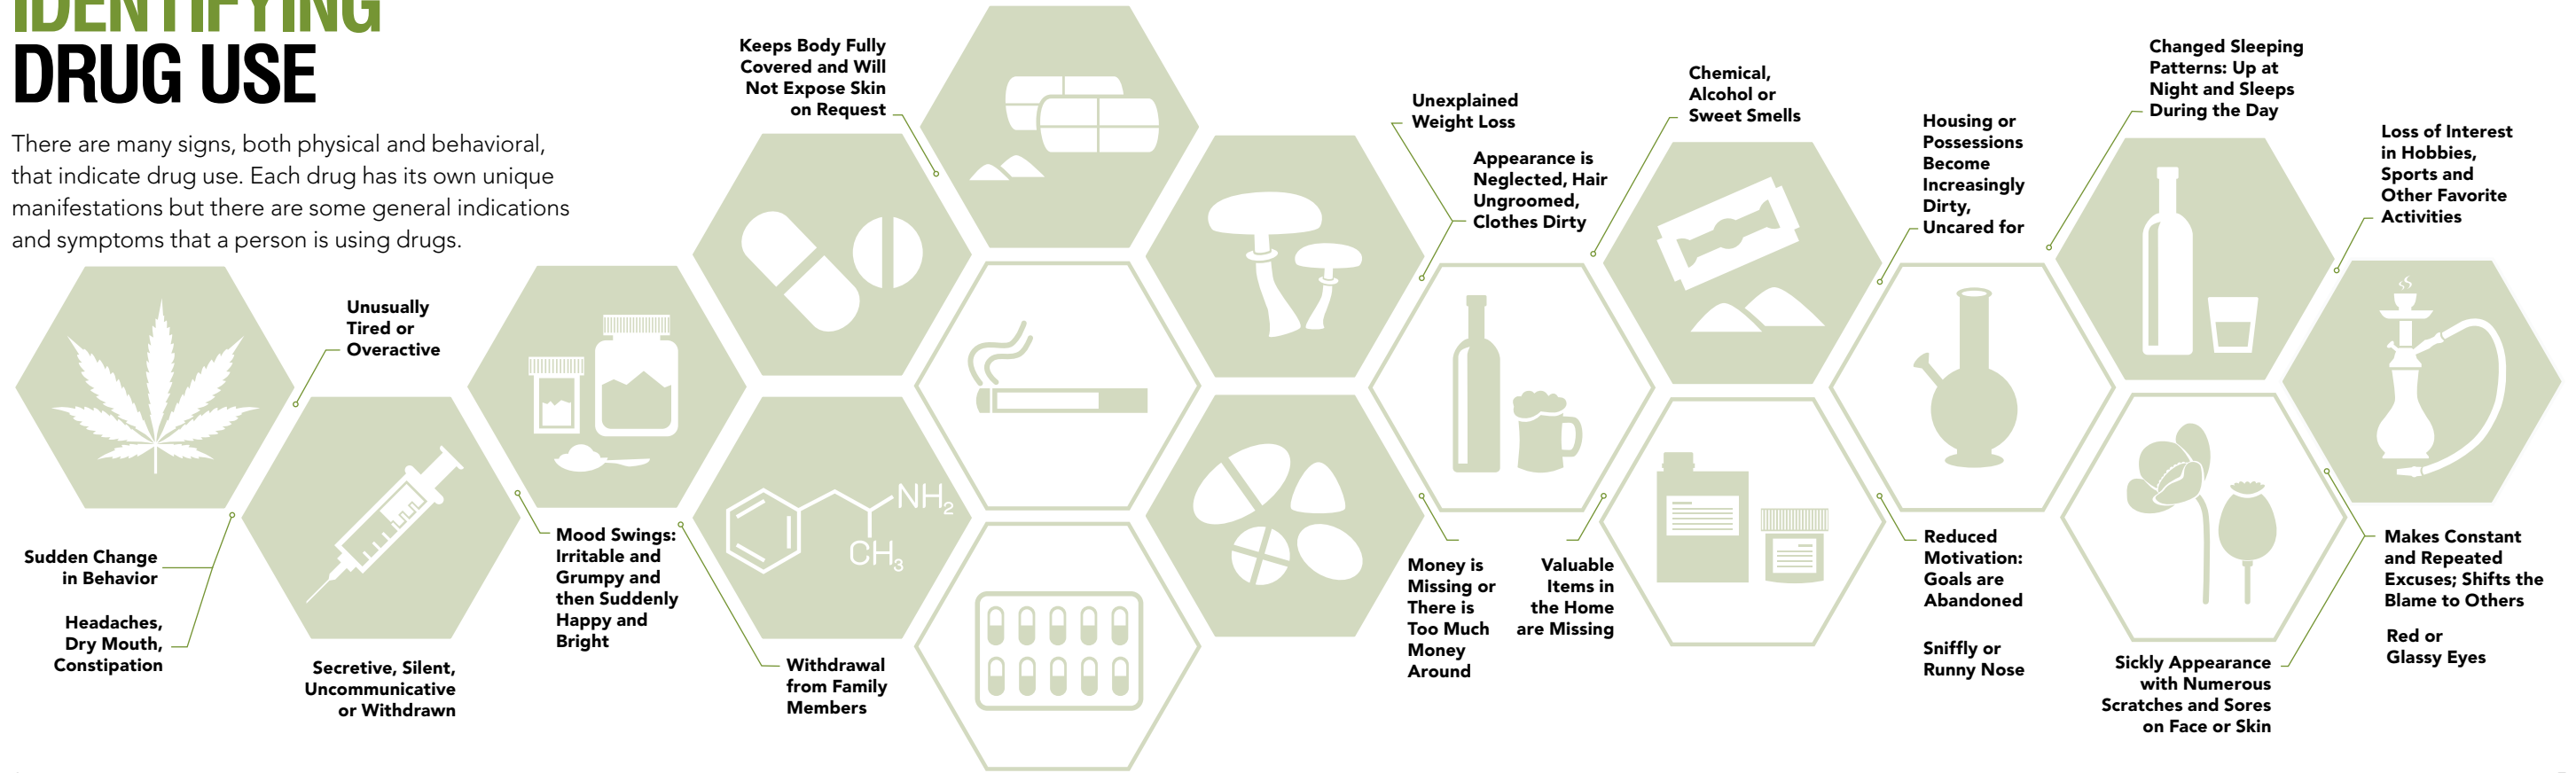 IDENTIFYING
DRUG USE
There are many signs, both physical and behavioral,
that indicate drug use. Each drug has its own unique
manifestations but there are some general indications
and symptoms that a person is using drugs.
Sudden Change
in Behavior
Headaches,
Dry Mouth,
Constipation
Unusually
Tired or
Overactive
Secretive, Silent,
Uncommunicative
or Withdrawn
Mood Swings:
Irritable and
Grumpy and
then Suddenly
Happy and
Bright
Keeps Body Fully
Covered and Will
Not Expose Skin
on Request
NH2
CH3
Withdrawal
from Family
Members
Unexplained
Weight Loss
Appearance is
Neglected, Hair
Ungroomed,
Clothes Dirty
Money is
Missing or
There is
Too Much
Money
Around
Valuable
Items in
the Home
are Missing
Chemical,
Alcohol or
Sweet Smells
Housing or
Possessions
Become
Increasingly
Dirty,
Uncared for
Reduced
Motivation:
Goals are
Abandoned
Sniffly or
Runny Nose
Changed Sleeping
Patterns: Up at
Night and Sleeps
During the Day
Loss of Interest
in Hobbies,
Sports and
Other Favorite
Activities
Sickly Appearance
with Numerous
Scratches and Sores
on Face or Skin
Makes Constant
and Repeated
Excuses; Shifts the
Blame to Others
Red or
Glassy Eyes